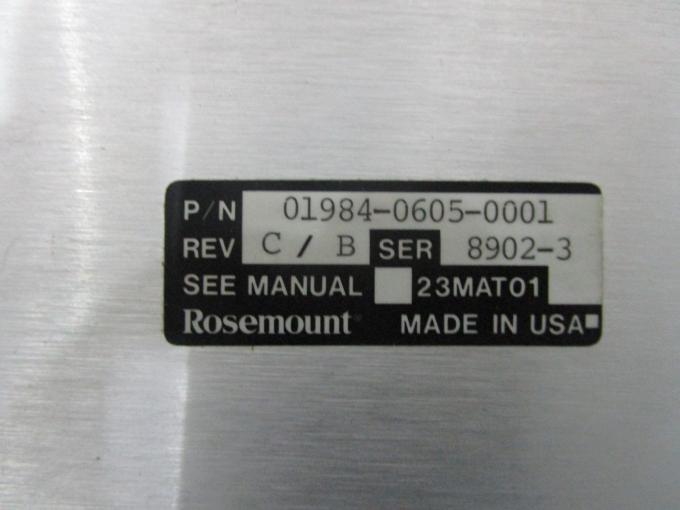 P/N 01984-0605-0001
REV C / B SER 8902-3
SEE MANUAL 23MAT01
Rosemount MADE IN USA